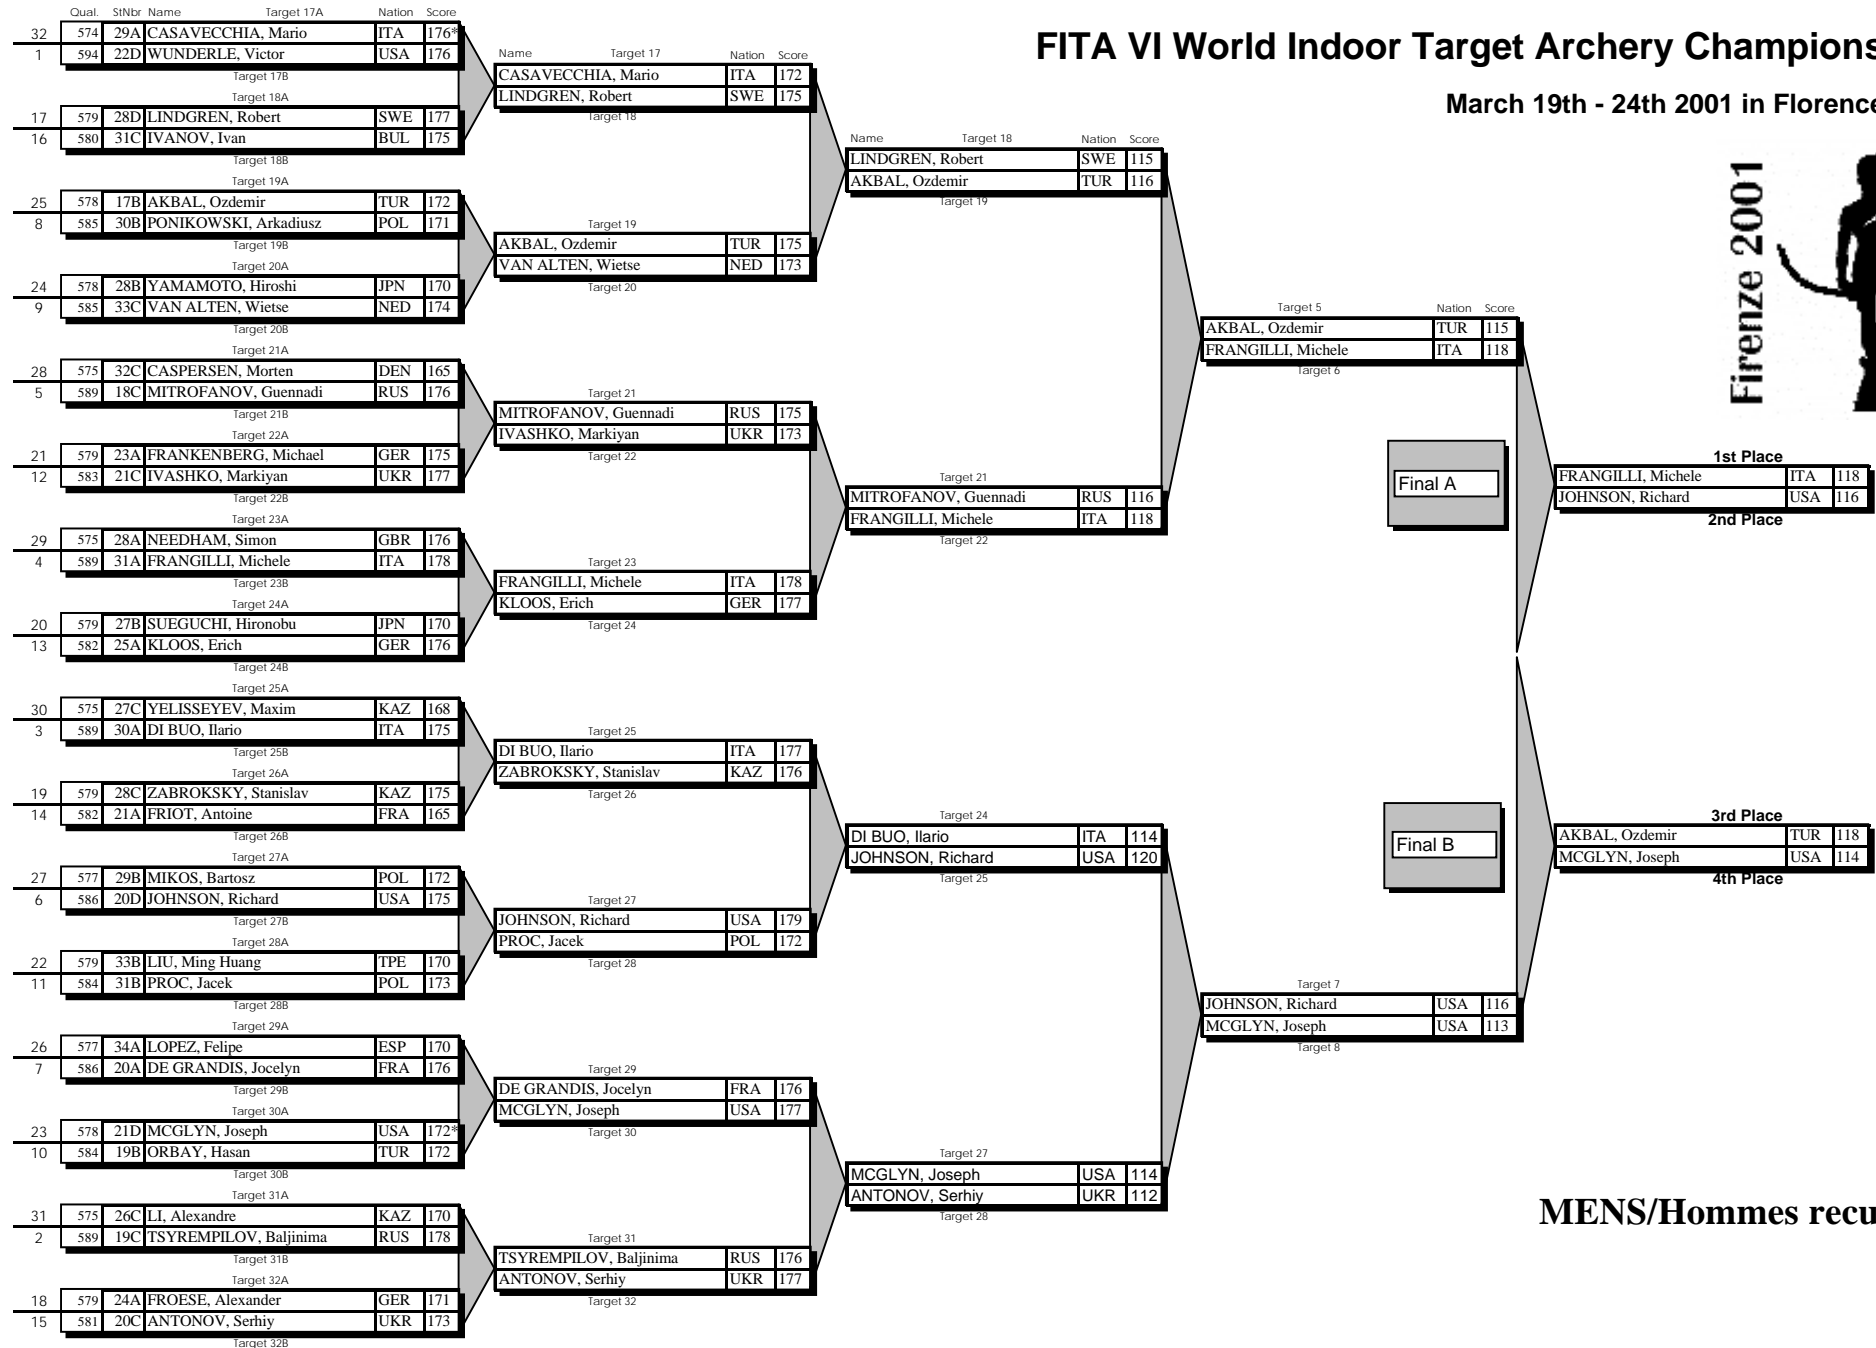 FITA VI World Indoor Target Archery Champions
March 19th - 24th 2001 in Florence
Firenze 2001
Qual. StNbr Name Target 17A Nation Score
32 574 29A CASAVECCHIA, Mario ITA 176*
1 594 22D WUNDERLE, Victor USA 176
Target 17B
Target 18A
17 579 28D LINDGREN, Robert SWE 177
16 580 31C IVANOV, Ivan BUL 175
Target 18B
Target 19A
25 578 17B AKBAL, Ozdemir TUR 172
8 585 30B PONIKOWSKI, Arkadiusz POL 171
Target 19B
Target 20A
24 578 28B YAMAMOTO, Hiroshi JPN 170
9 585 33C VAN ALTEN, Wietse NED 174
Target 20B
Target 21A
28 575 32C CASPERSEN, Morten DEN 165
5 589 18C MITROFANOV, Guennadi RUS 176
Target 21B
Target 22A
21 579 23A FRANKENBERG, Michael GER 175
12 583 21C IVASHKO, Markiyan UKR 177
Target 22B
Target 23A
29 575 28A NEEDHAM, Simon GBR 176
4 589 31A FRANGILLI, Michele ITA 178
Target 23B
Target 24A
20 579 27B SUEGUCHI, Hironobu JPN 170
13 582 25A KLOOS, Erich GER 176
Target 24B
Target 25A
30 575 27C YELISSEYEV, Maxim KAZ 168
3 589 30A DI BUO, Ilario ITA 175
Target 25B
Target 26A
19 579 28C ZABROKSKY, Stanislav KAZ 175
14 582 21A FRIOT, Antoine FRA 165
Target 26B
Target 27A
27 577 29B MIKOS, Bartosz POL 172
6 586 20D JOHNSON, Richard USA 175
Target 27B
Target 28A
22 579 33B LIU, Ming Huang TPE 170
11 584 31B PROC, Jacek POL 173
Target 28B
Target 29A
26 577 34A LOPEZ, Felipe ESP 170
7 586 20A DE GRANDIS, Jocelyn FRA 176
Target 29B
Target 30A
23 578 21D MCGLYN, Joseph USA 172*
10 584 19B ORBAY, Hasan TUR 172
Target 30B
Target 31A
31 575 26C LI, Alexandre KAZ 170
2 589 19C TSYREMPILOV, Baljinima RUS 178
Target 31B
Target 32A
18 579 24A FROESE, Alexander GER 171
15 581 20C ANTONOV, Serhiy UKR 173
Target 32B
Name Target 17 Nation Score
CASAVECCHIA, Mario ITA 172
LINDGREN, Robert SWE 175
Target 18
Target 19
AKBAL, Ozdemir TUR 175
VAN ALTEN, Wietse NED 173
Target 20
Target 21
MITROFANOV, Guennadi RUS 175
IVASHKO, Markiyan UKR 173
Target 22
Target 23
FRANGILLI, Michele ITA 178
KLOOS, Erich GER 177
Target 24
Target 25
DI BUO, Ilario ITA 177
ZABROKSKY, Stanislav KAZ 176
Target 26
Target 27
JOHNSON, Richard USA 179
PROC, Jacek POL 172
Target 28
Target 29
DE GRANDIS, Jocelyn FRA 176
MCGLYN, Joseph USA 177
Target 30
Target 31
TSYREMPILOV, Baljinima RUS 176
ANTONOV, Serhiy UKR 177
Target 32
Name Target 18 Nation Score
LINDGREN, Robert SWE 115
AKBAL, Ozdemir TUR 116
Target 19
Target 21
MITROFANOV, Guennadi RUS 116
FRANGILLI, Michele ITA 118
Target 22
Target 24
DI BUO, Ilario ITA 114
JOHNSON, Richard USA 120
Target 25
Target 27
MCGLYN, Joseph USA 114
ANTONOV, Serhiy UKR 112
Target 28
Target 5 Nation Score
AKBAL, Ozdemir TUR 115
FRANGILLI, Michele ITA 118
Target 6
Target 7
JOHNSON, Richard USA 116
MCGLYN, Joseph USA 113
Target 8
Final A
1st Place
FRANGILLI, Michele ITA 118
JOHNSON, Richard USA 116
2nd Place
Final B
3rd Place
AKBAL, Ozdemir TUR 118
MCGLYN, Joseph USA 114
4th Place
MENS/Hommes recu